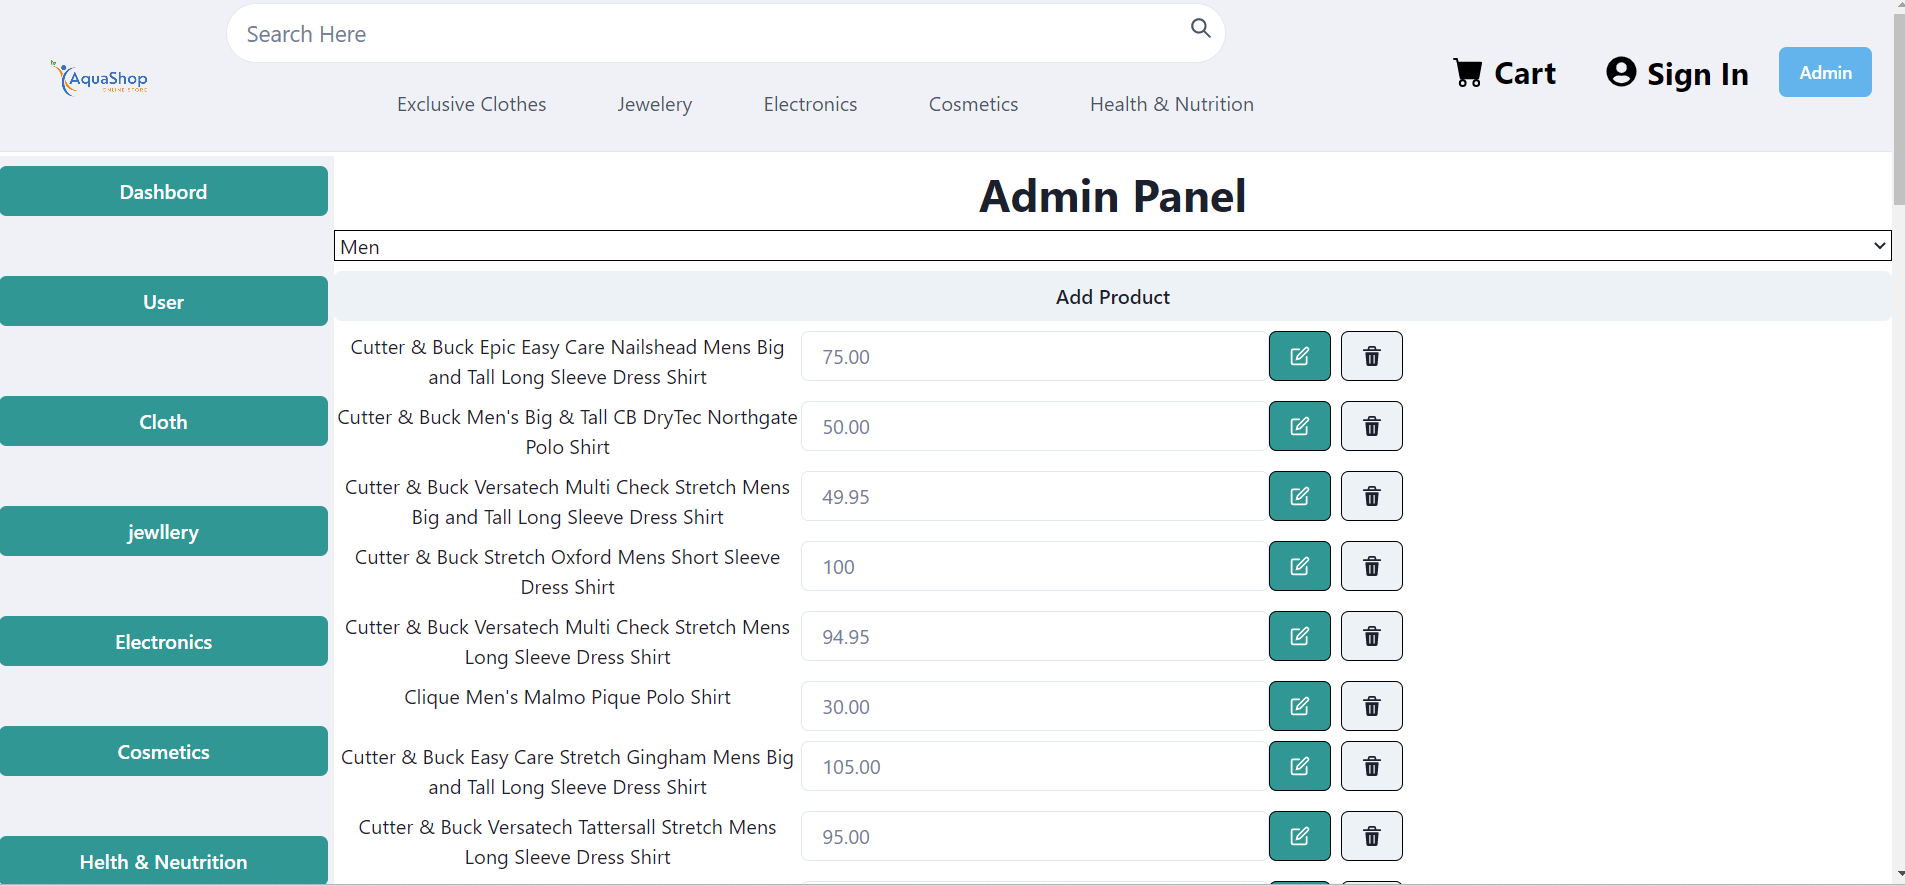 Search Here
AquaShop
ONLINE STORE
Cart
Sign In
Admin
Exclusive Clothes
Jewelery
Electronics
Cosmetics
Health & Nutrition
Dashbord
User
Cloth
jewllery
Electronics
Cosmetics
Helth & Neutrition
Admin Panel
Men
Add Product
Cutter & Buck Epic Easy Care Nailshead Mens Big
and Tall Long Sleeve Dress Shirt
75.00
Cutter & Buck Men's Big & Tall CB DryTec Northgate
Polo Shirt
50.00
Cutter & Buck Versatech Multi Check Stretch Mens
Big and Tall Long Sleeve Dress Shirt
49.95
Cutter & Buck Stretch Oxford Mens Short Sleeve
Dress Shirt
100
Cutter & Buck Versatech Multi Check Stretch Mens
Long Sleeve Dress Shirt
94.95
Clique Men's Malmo Pique Polo Shirt
30.00
Cutter & Buck Easy Care Stretch Gingham Mens Big
and Tall Long Sleeve Dress Shirt
105.00
Cutter & Buck Versatech Tattersall Stretch Mens
Long Sleeve Dress Shirt
95.00